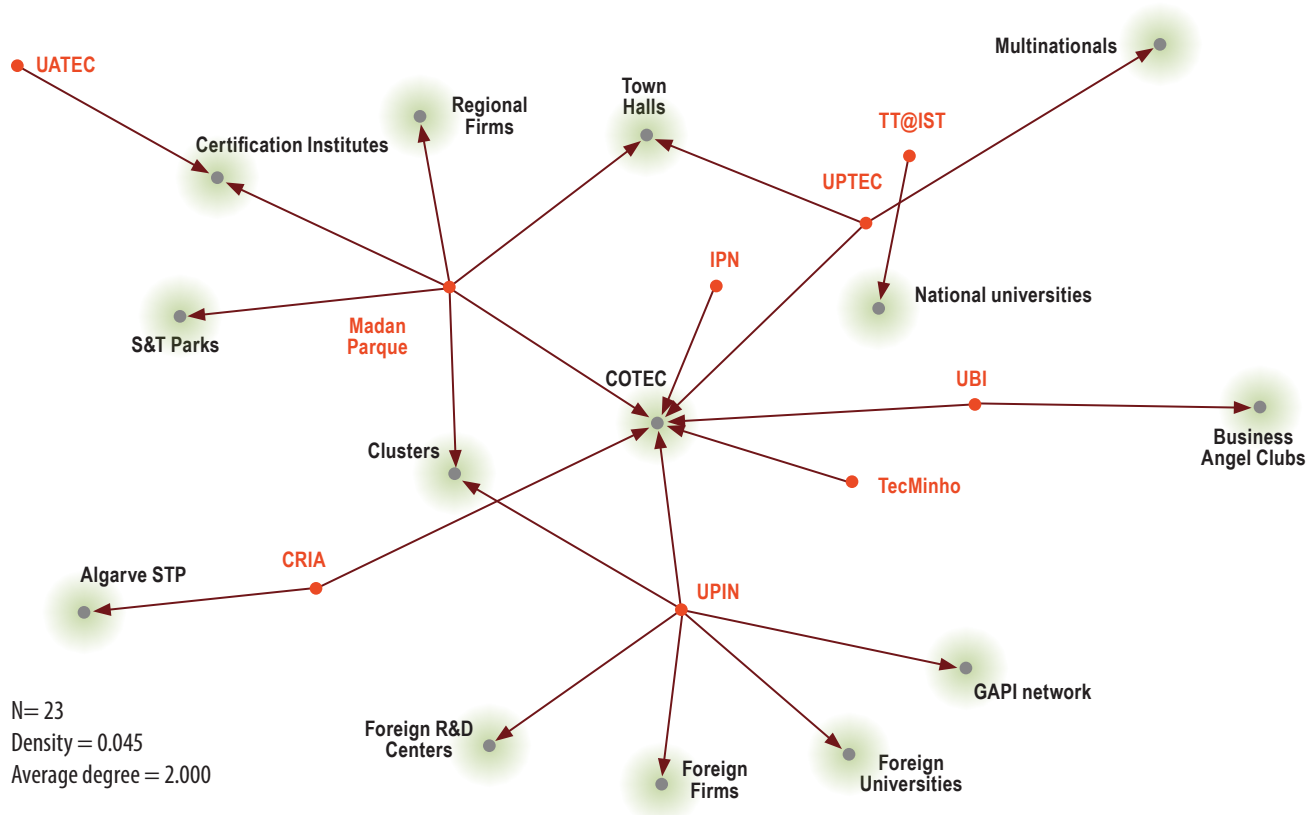 Multinationals
UATEC
Town
Halls
Regional
Firms
TT@IST
Certification Institutes
UPTEC
IPN
National universities
Madan
Parque
S&T Parks
COTEC
UBI
Clusters
Business
Angel Clubs
TecMinho
CRIA
Algarve STP
UPIN
GAPI network
N= 23
Density = 0.045
Average degree = 2.000
Foreign R&D
Centers
Foreign
Firms
Foreign
Universities